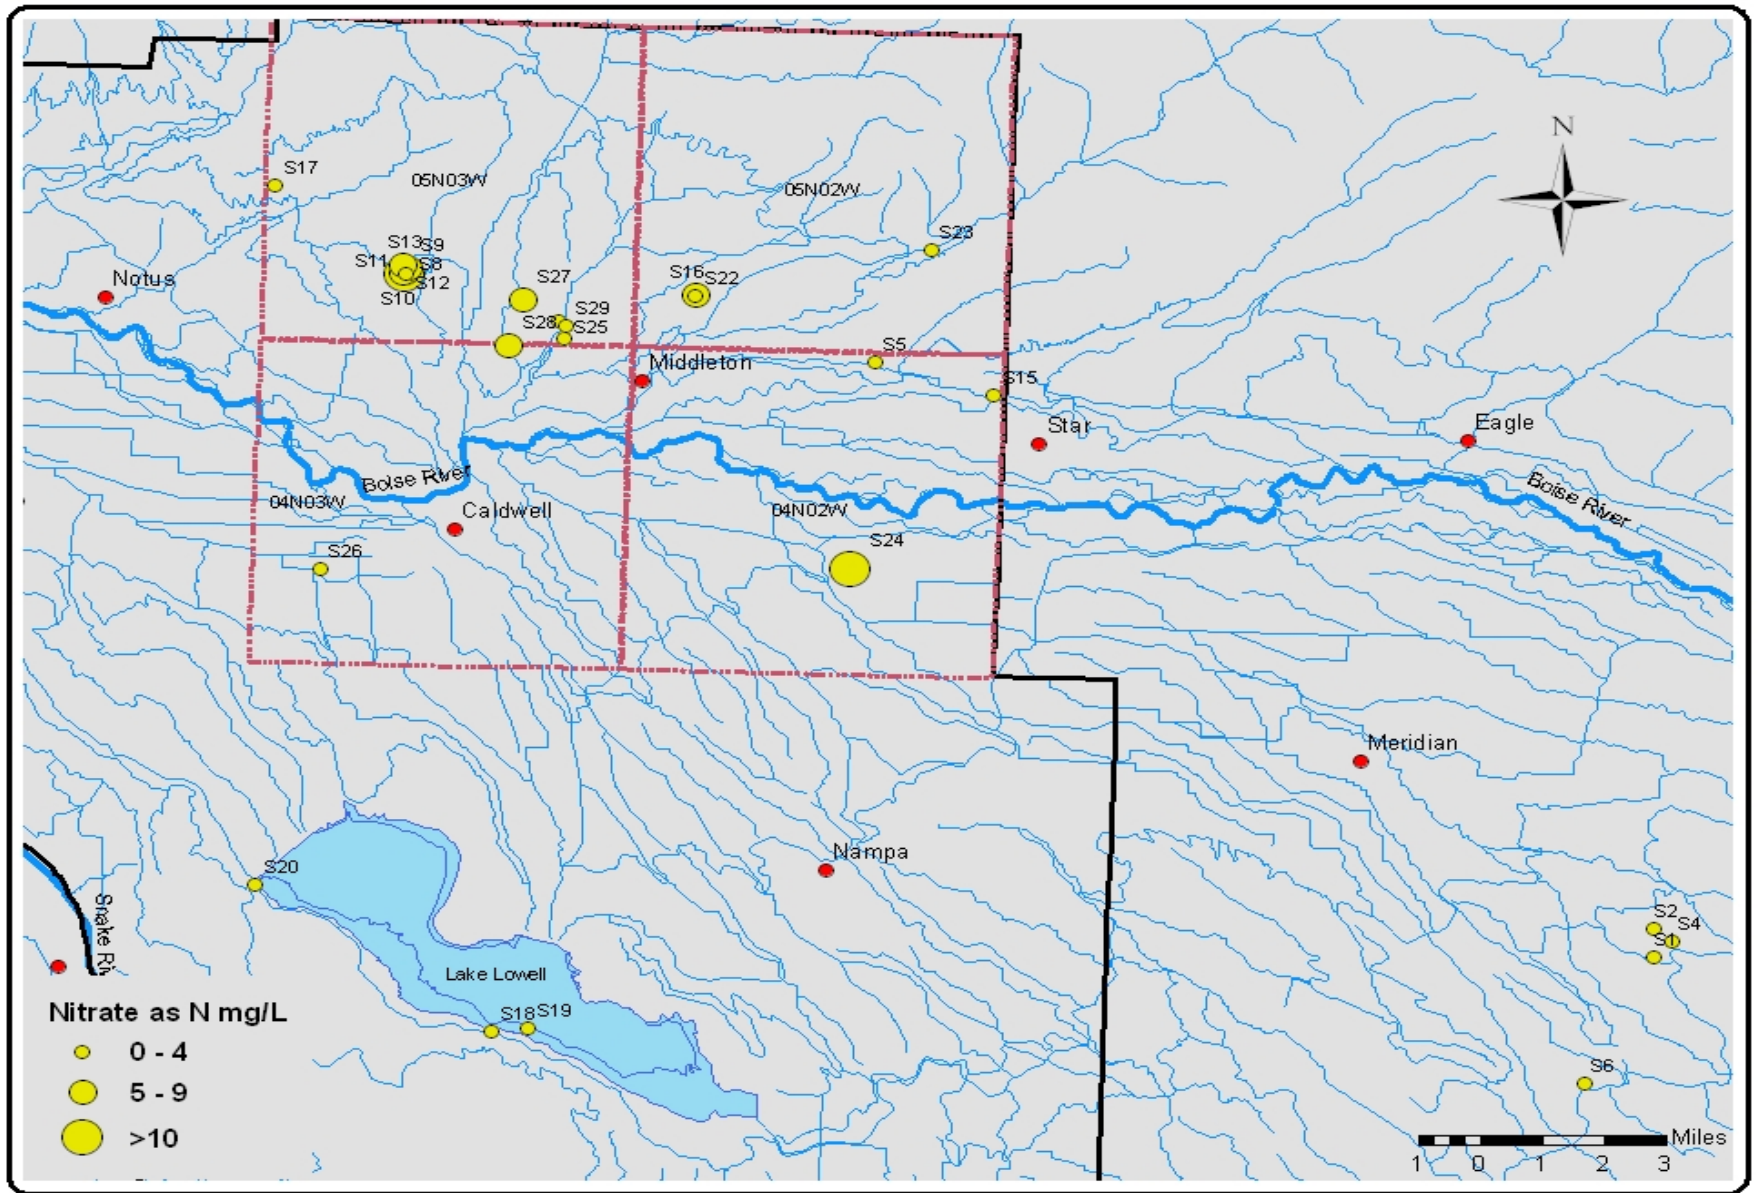 N
S17
05N03W
05N02W
S23
S13
S9
S11
S8
S12
S10
S27
S16
S22
Notus
S29
S28
S25
S5
Middleton
S15
Star
Eagle
Boise River
Boise River
04N03W
Caldwell
04N02W
S26
S24
Meridian
Nampa
S20
Snake Ri
S2
S4
S1
Lake Lowell
S18
S19
S6
Nitrate as N mg/L
0 - 4
5 - 9
>10
Miles
1 0 1 2 3